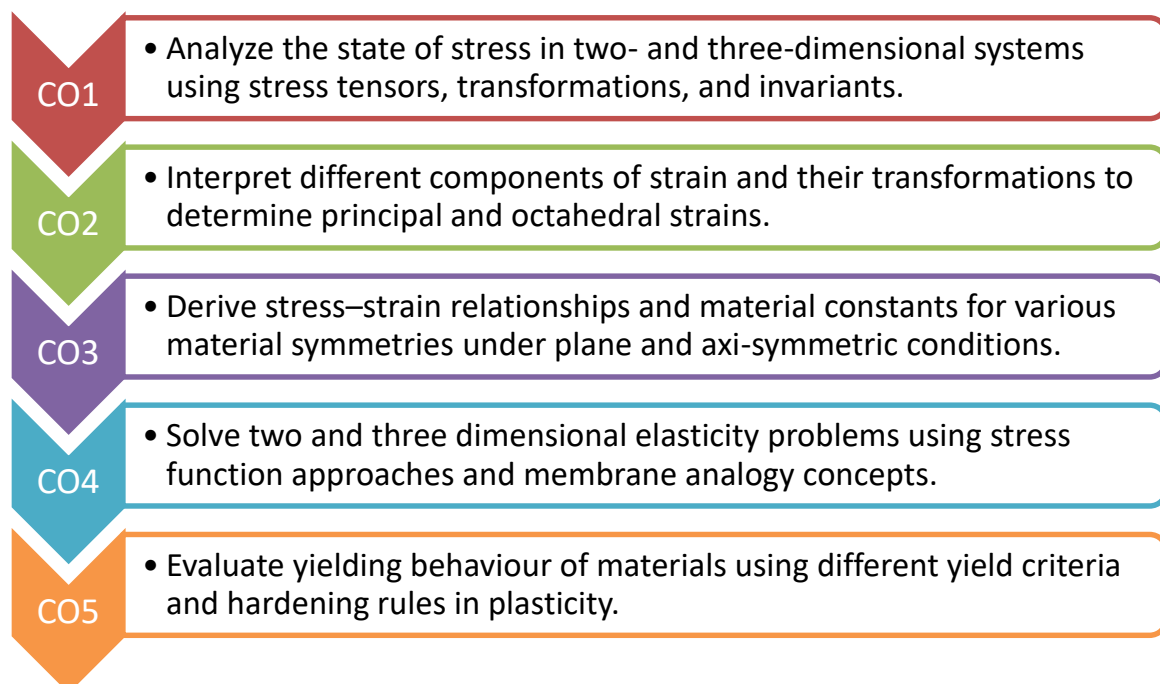 CO1
• Analyze the state of stress in two- and three-dimensional systems
using stress tensors, transformations, and invariants.
CO2
• Interpret different components of strain and their transformations to
determine principal and octahedral strains.
CO3
• Derive stress–strain relationships and material constants for various
material symmetries under plane and axi-symmetric conditions.
CO4
• Solve two and three dimensional elasticity problems using stress
function approaches and membrane analogy concepts.
CO5
• Evaluate yielding behaviour of materials using different yield criteria
and hardening rules in plasticity.